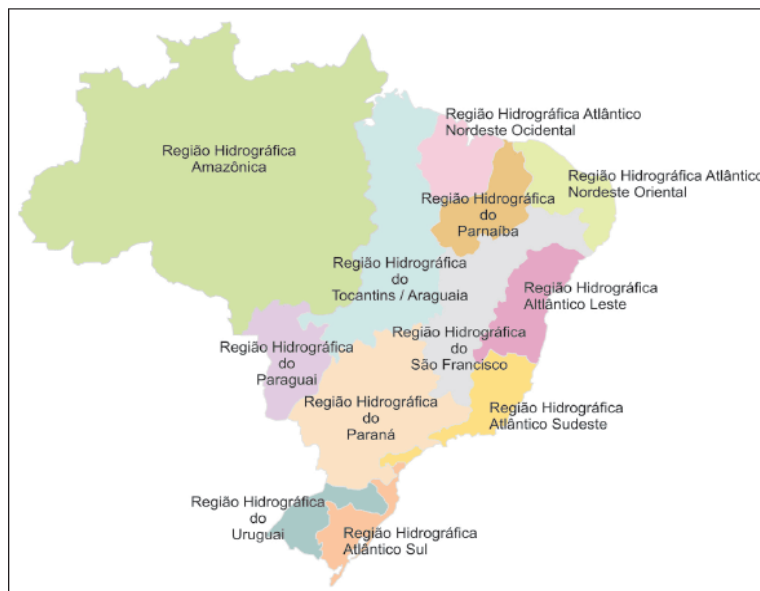 Região Hidrográfica Atlântico
Nordeste Ocidental
Região Hidrográfica
Amazônica
Região Hidrográfica Atlântico
Nordeste Oriental
Região Hidrográfica
do
Parnaíba
Região Hidrográfica
do
Tocantins / Araguaia
Região Hidrográfica
Altlântico Leste
Região Hidrográfica
do
São Francisco
Região Hidrográfica
do
Paraguai
Região Hidrográfica
do
Paraná
Região Hidrográfica
Atlântico Sudeste
Região Hidrográfica
do
Uruguai
Região Hidrográfica
Atlântico Sul